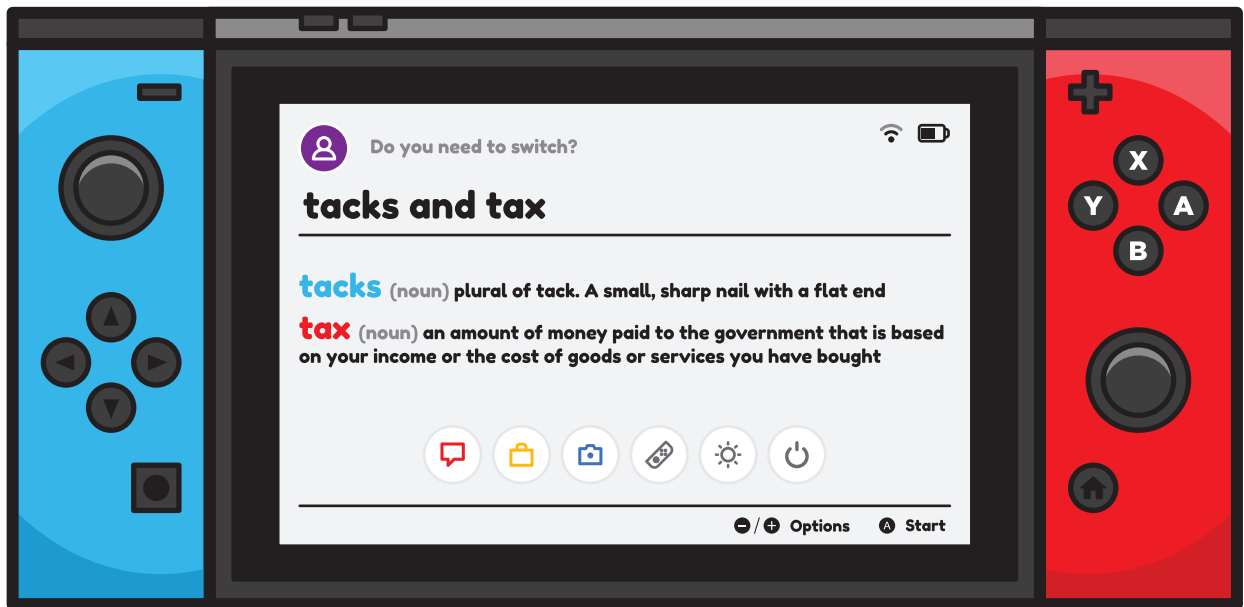 Do you need to switch?
tacks and tax
tacks (noun) plural of tack. A small, sharp nail with a flat end
tax (noun) an amount of money paid to the government that is based
on your income or the cost of goods or services you have bought
X
Y A
B
/ Options A Start